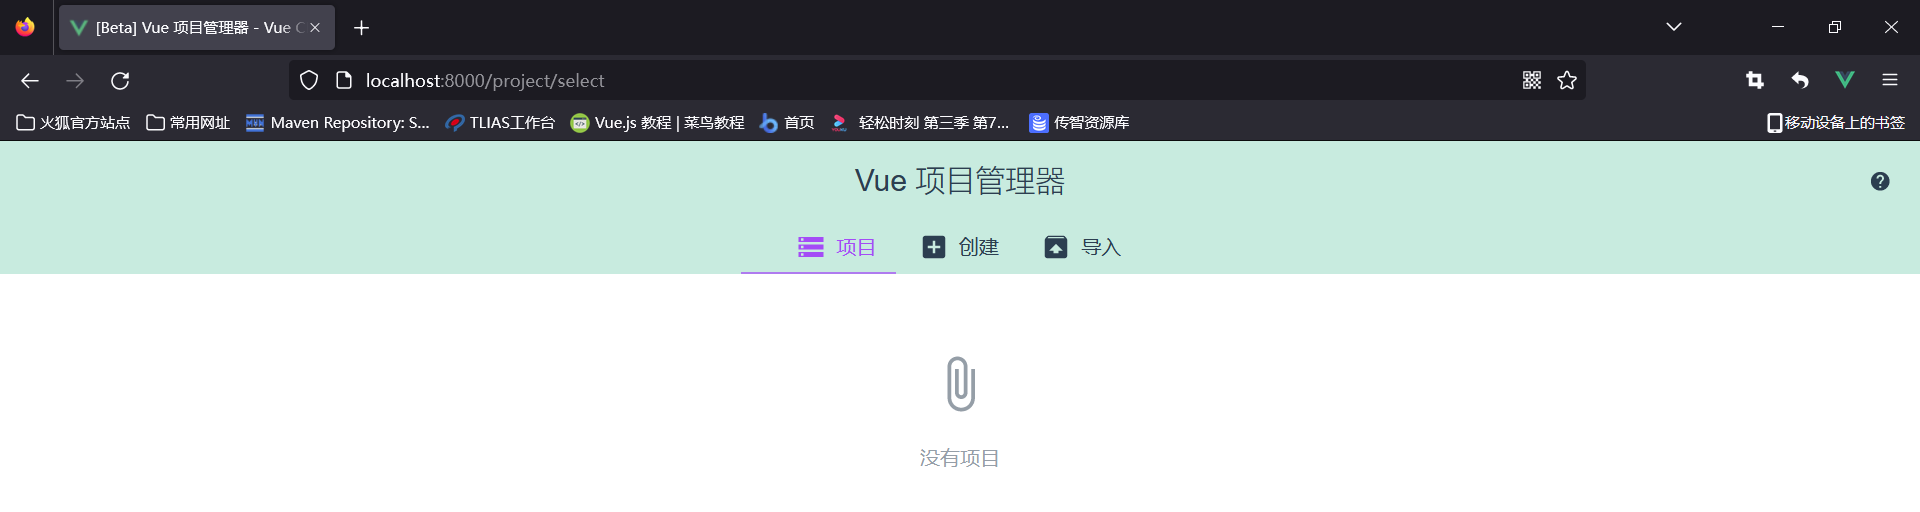 [Beta] Vue 项目管理器 - Vue C
localhost:8000/project/select
火狐官方站点 常用网址 Maven Repository: S... TLIAS工作台 Vue.js 教程 | 菜鸟教程 首页 轻松时刻 第三季 第7... 传智资源库 移动设备上的书签
Vue 项目管理器
项目 创建 导入
没有项目